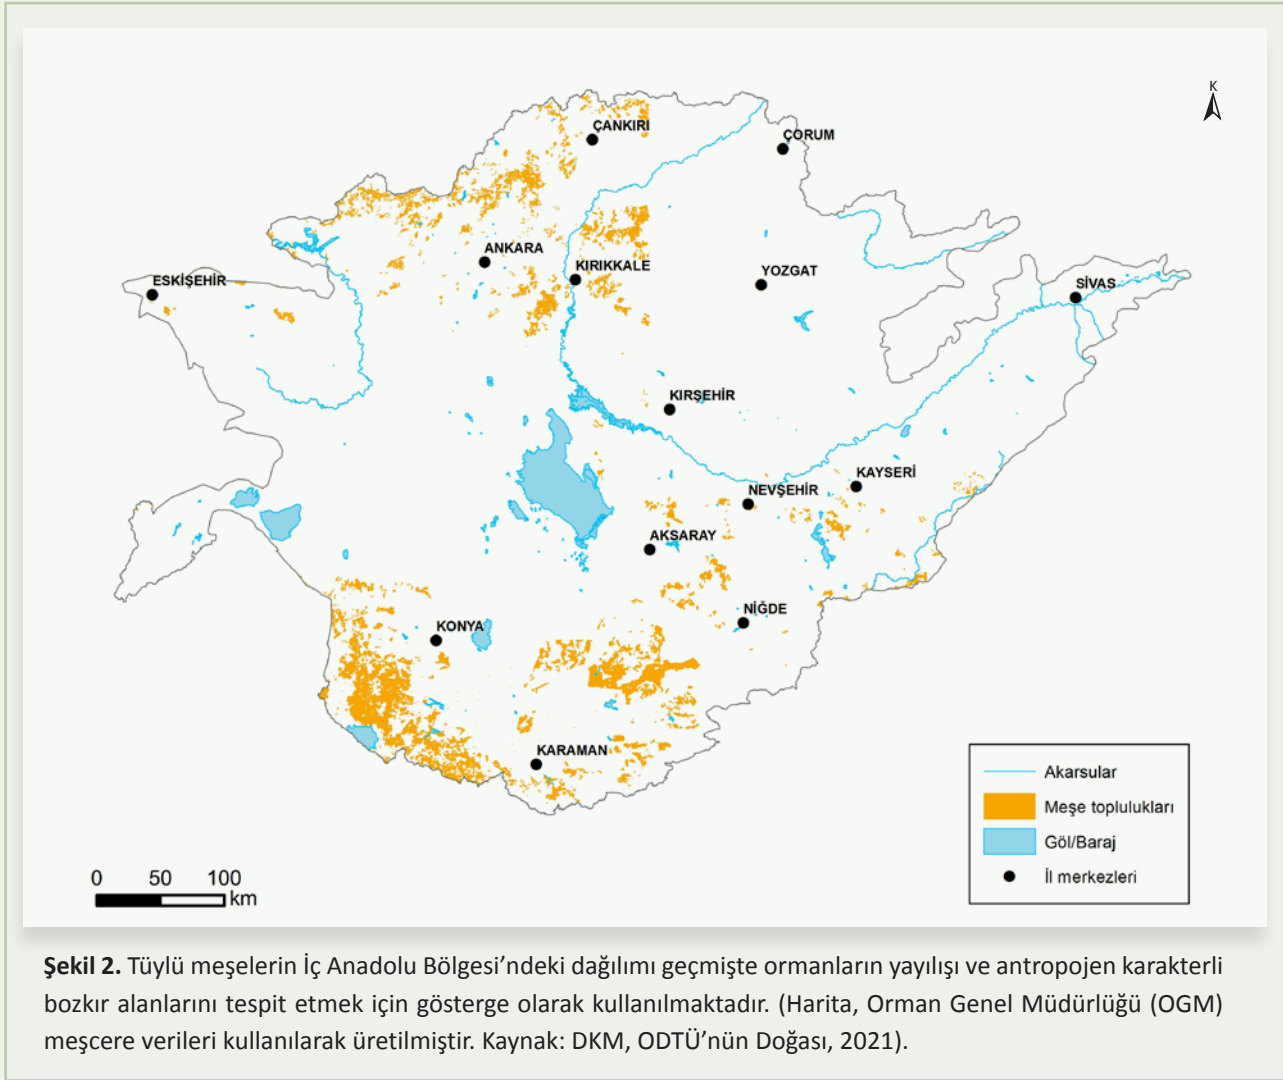 K
ÇANKIRI
ÇORUM
ANKARA
ESKİŞEHİR
KIRIKKALE
YOZGAT
SİVAS
KIRŞEHİR
KAYSERİ
NEVŞEHİR
AKSARAY
NİĞDE
KONYA
KARAMAN
Akarsular
Meşe toplulukları
Göl/Baraj
İl merkezleri
0 50 100
km
Şekil 2. Tüylü meşelerin İç Anadolu Bölgesi’ndeki dağılımı geçmişte ormanların yayılışı ve antropojen karakterli
bozkır alanlarını tespit etmek için gösterge olarak kullanılmaktadır. (Harita, Orman Genel Müdürlüğü (OGM)
meşcere verileri kullanılarak üretilmiştir. Kaynak: DKM, ODTÜ’nün Doğası, 2021).